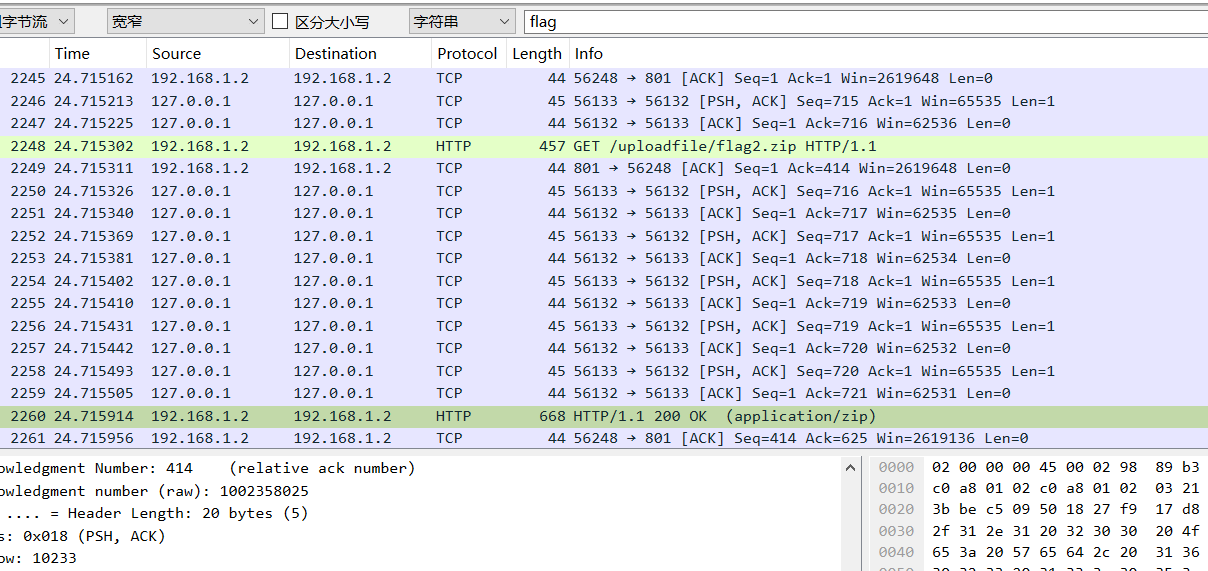 字节流 宽窄 区分大小写 字符串 flag
Time Source Destination Protocol Length Info
2245 24.715162 192.168.1.2 192.168.1.2 TCP 44 56248 → 801 [ACK] Seq=1 Ack=1 Win=2619648 Len=0
2246 24.715213 127.0.0.1 127.0.0.1 TCP 45 56133 → 56132 [PSH, ACK] Seq=715 Ack=1 Win=65535 Len=1
2247 24.715225 127.0.0.1 127.0.0.1 TCP 44 56132 → 56133 [ACK] Seq=1 Ack=716 Win=62536 Len=0
2248 24.715302 192.168.1.2 192.168.1.2 HTTP 457 GET /uploadfile/flag2.zip HTTP/1.1
2249 24.715311 192.168.1.2 192.168.1.2 TCP 44 801 → 56248 [ACK] Seq=1 Ack=414 Win=2619648 Len=0
2250 24.715326 127.0.0.1 127.0.0.1 TCP 45 56133 → 56132 [PSH, ACK] Seq=716 Ack=1 Win=65535 Len=1
2251 24.715340 127.0.0.1 127.0.0.1 TCP 44 56132 → 56133 [ACK] Seq=1 Ack=717 Win=62535 Len=0
2252 24.715369 127.0.0.1 127.0.0.1 TCP 45 56133 → 56132 [PSH, ACK] Seq=717 Ack=1 Win=65535 Len=1
2253 24.715381 127.0.0.1 127.0.0.1 TCP 44 56132 → 56133 [ACK] Seq=1 Ack=718 Win=62534 Len=0
2254 24.715402 127.0.0.1 127.0.0.1 TCP 45 56133 → 56132 [PSH, ACK] Seq=718 Ack=1 Win=65535 Len=1
2255 24.715410 127.0.0.1 127.0.0.1 TCP 44 56132 → 56133 [ACK] Seq=1 Ack=719 Win=62533 Len=0
2256 24.715431 127.0.0.1 127.0.0.1 TCP 45 56133 → 56132 [PSH, ACK] Seq=719 Ack=1 Win=65535 Len=1
2257 24.715442 127.0.0.1 127.0.0.1 TCP 44 56132 → 56133 [ACK] Seq=1 Ack=720 Win=62532 Len=0
2258 24.715493 127.0.0.1 127.0.0.1 TCP 45 56133 → 56132 [PSH, ACK] Seq=720 Ack=1 Win=65535 Len=1
2259 24.715505 127.0.0.1 127.0.0.1 TCP 44 56132 → 56133 [ACK] Seq=1 Ack=721 Win=62531 Len=0
2260 24.715914 192.168.1.2 192.168.1.2 HTTP 668 HTTP/1.1 200 OK (application/zip)
2261 24.715956 192.168.1.2 192.168.1.2 TCP 44 56248 → 801 [ACK] Seq=414 Ack=625 Win=2619136 Len=0
owledgment Number: 414 (relative ack number)
owledgment number (raw): 1002358025
.... = Header Length: 20 bytes (5)
s: 0x018 (PSH, ACK)
ow: 10233
0000 02 00 00 00 45 00 02 98 89 b3
0010 c0 a8 01 02 c0 a8 01 02 03 21
0020 3b be c5 09 50 18 27 f9 17 d8
0030 2f 31 2e 31 20 32 30 30 20 4f
0040 65 3a 20 57 65 64 2c 20 31 36